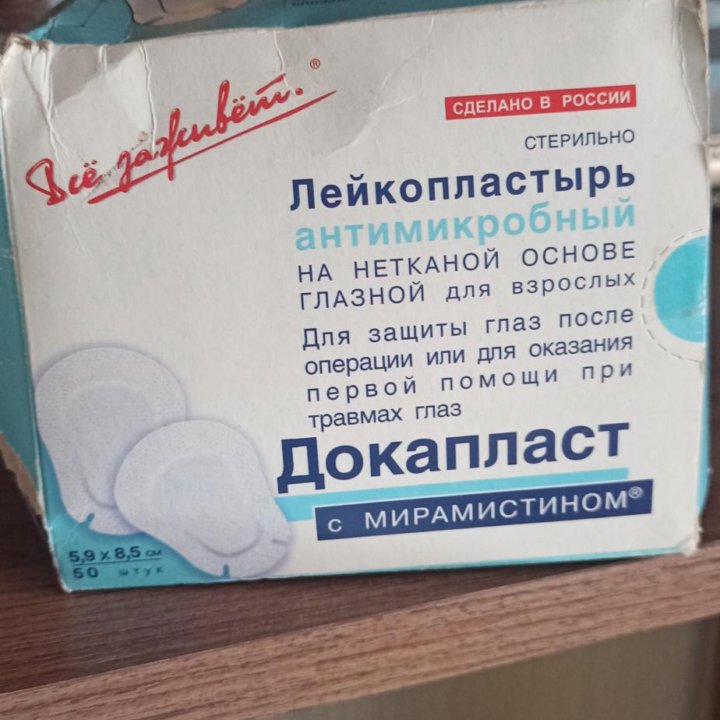 Всё заживёт.®
СДЕЛАНО В РОССИИ
СТЕРИЛЬНО
Лейкопластырь
антимикробный
НА НЕТКАНОЙ ОСНОВЕ
ГЛАЗНОЙ для взрослых
Для защиты глаз после
операции или для оказания
первой помощи при
травмах глаз
Докапласт
с МИРАМИСТИНОМ®
5,9 x 8,5 см
50 штук